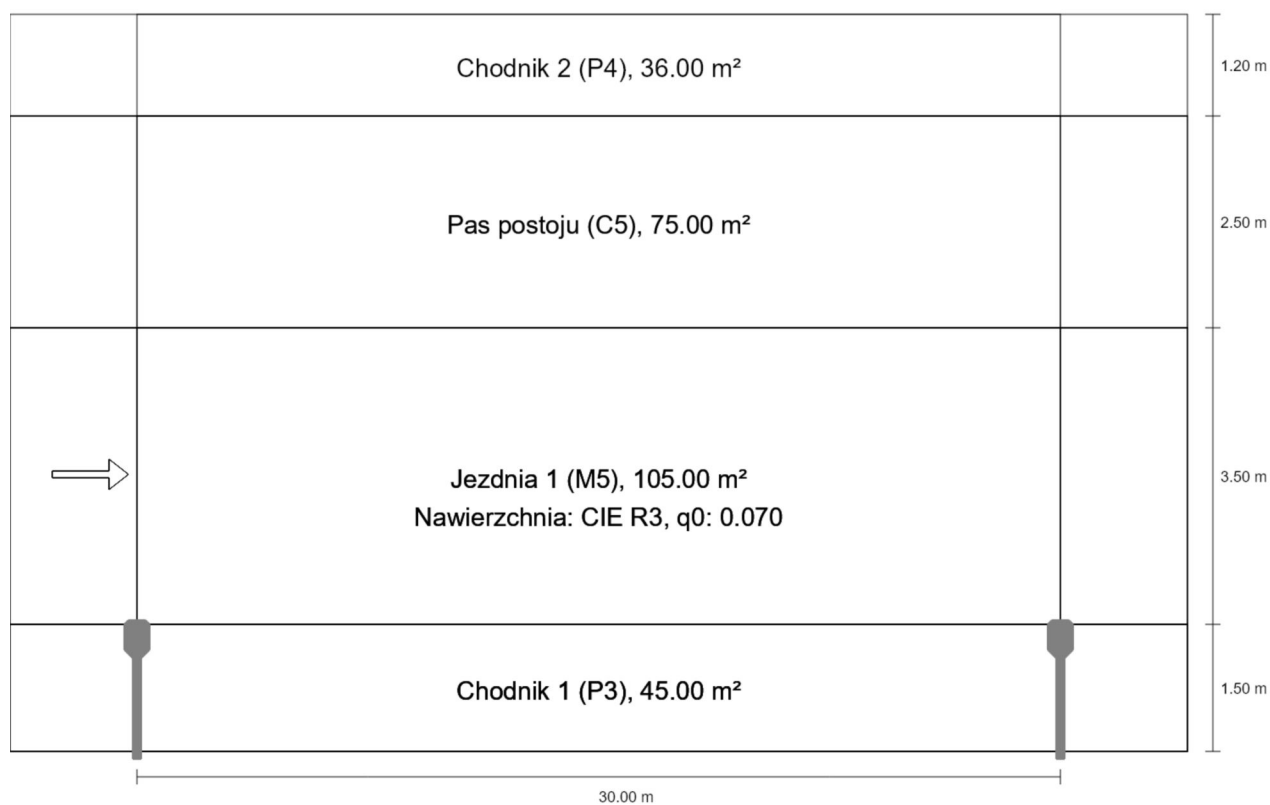 Chodnik 2 (P4), 36.00 m²
1.20 m
Pas postoju (C5), 75.00 m²
2.50 m
Jezdnia 1 (M5), 105.00 m²
Nawierzchnia: CIE R3, q0: 0.070
3.50 m
Chodnik 1 (P3), 45.00 m²
1.50 m
30.00 m